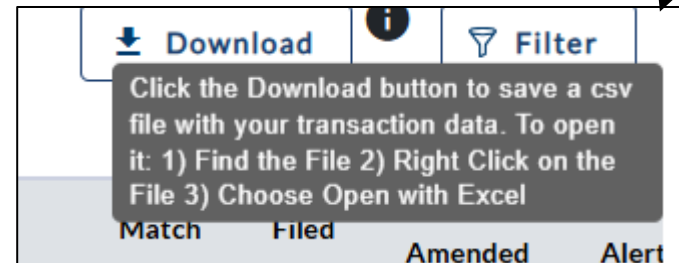 Download i Filter
Click the Download button to save a csv
file with your transaction data. To open
it: 1) Find the File 2) Right Click on the
File 3) Choose Open with Excel
Match Filed
Amended Alert